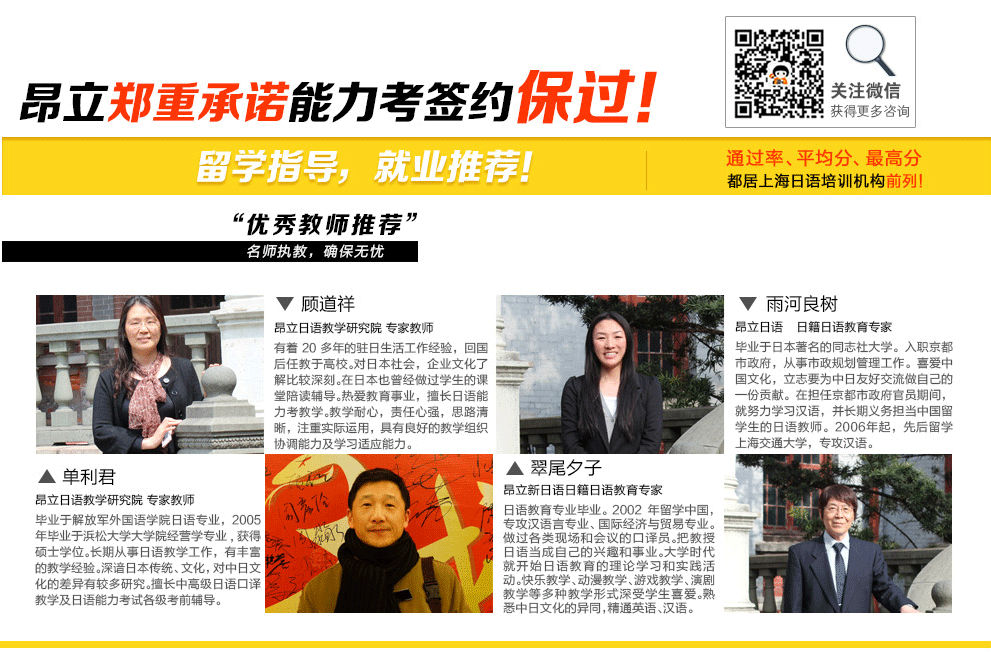 昂立郑重承诺能力考签约保过!
关注微信
获得更多咨询
留学指导，就业推荐!
通过率、平均分、最高分
都居上海日语培训机构前列!
“优秀教师推荐”
名师执教，确保无忧
▼ 顾道祥
昂立日语教学研究院 专家教师
有着 20 多年的驻日生活工作经验，回国
后任教于高校。对日本社会，企业文化了
解比较深刻。在日本也曾经做过学生的课
堂陪读辅导。热爱教育事业，擅长日语能
力考教学。教学耐心，责任心强，思路清
晰，注重实际运用，具有良好的教学组织
协调能力及学习适应能力。
▼ 雨河良树
昂立日语 日籍日语教育专家
毕业于日本著名的同志社大学。入职京都
市政府，从事市政规划管理工作。喜爱中
国文化，立志要为中日友好交流做自己的
一份贡献。在担任京都市政府官员期间，
就努力学习汉语，并长期义务担当中国留
学生的日语教师。2006年起，先后留学
上海交通大学，专攻汉语。
▲ 单利君
昂立日语教学研究院 专家教师
毕业于解放军外国语学院日语专业，2005
年毕业于浜松大学大学院经营学专业，获得
硕士学位。长期从事日语教学工作，有丰富
的教学经验。深谙日本传统、文化，对中日文
化的差异有较多研究。擅长中高级日语口译
教学及日语能力考试各级考前辅导。
▲ 翠尾夕子
昂立新日语日籍日语教育专家
日语教育专业毕业。2002 年留学中国，
专攻汉语言专业、国际经济与贸易专业。
做过各类现场和会议的口译员。把教授
日语当成自己的兴趣和事业。大学时代
就开始日语教育的理论学习和实践活
动。快乐教学、动漫教学、游戏教学、演剧
教学等多种教学形式深受学生喜爱。熟
悉中日文化的异同，精通英语、汉语。